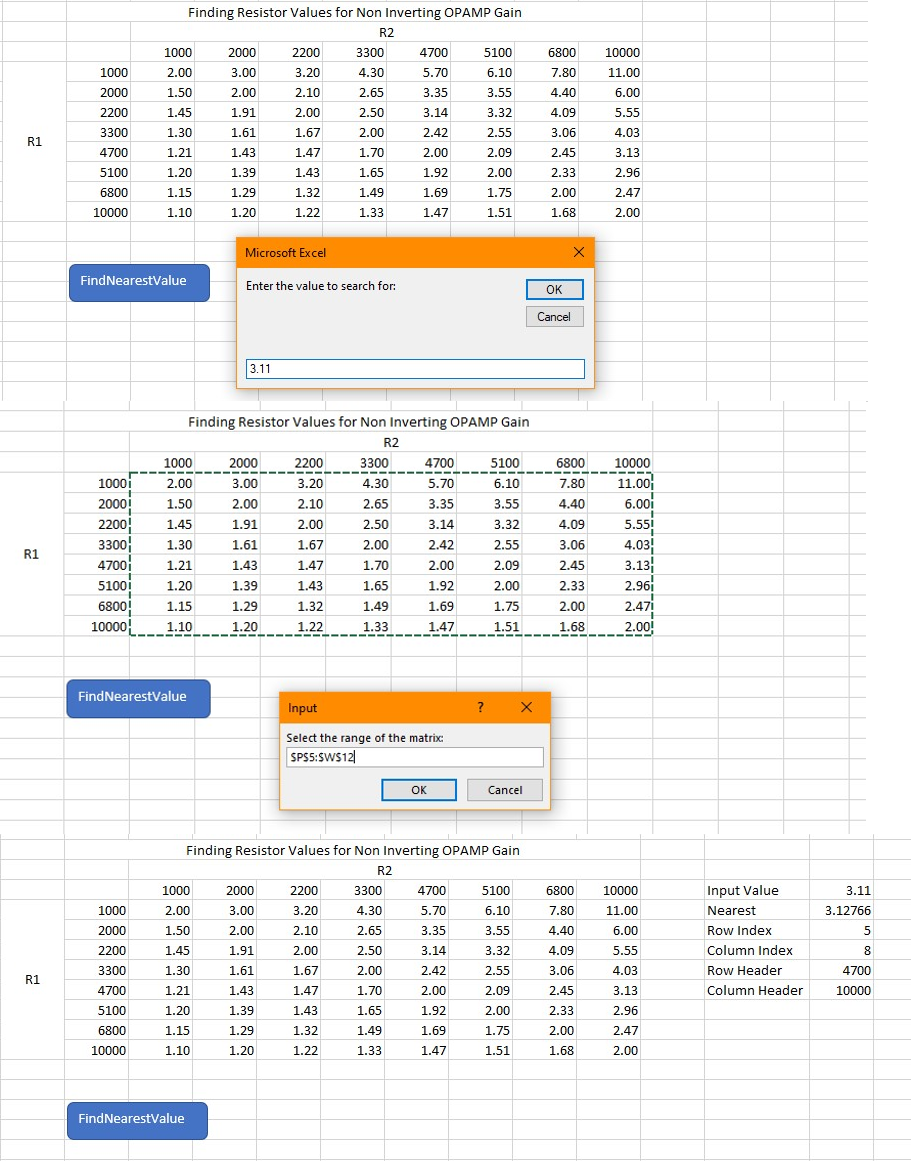 Finding Resistor Values for Non Inverting OPAMP Gain
R2
1000 2000 2200 3300 4700 5100 6800 10000
1000 2.00 3.00 3.20 4.30 5.70 6.10 7.80 11.00
2000 1.50 2.00 2.10 2.65 3.35 3.55 4.40 6.00
2200 1.45 1.91 2.00 2.50 3.14 3.32 4.09 5.55
3300 1.30 1.61 1.67 2.00 2.42 2.55 3.06 4.03
R1
4700 1.21 1.43 1.47 1.70 2.00 2.09 2.45 3.13
5100 1.20 1.39 1.43 1.65 1.92 2.00 2.33 2.96
6800 1.15 1.29 1.32 1.49 1.69 1.75 2.00 2.47
10000 1.10 1.20 1.22 1.33 1.47 1.51 1.68 2.00
FindNearestValue
Microsoft Excel
Enter the value to search for:
OK
Cancel
3.11
Finding Resistor Values for Non Inverting OPAMP Gain
R2
1000 2000 2200 3300 4700 5100 6800 10000
1000 2.00 3.00 3.20 4.30 5.70 6.10 7.80 11.00
2000 1.50 2.00 2.10 2.65 3.35 3.55 4.40 6.00
2200 1.45 1.91 2.00 2.50 3.14 3.32 4.09 5.55
3300 1.30 1.61 1.67 2.00 2.42 2.55 3.06 4.03
R1
4700 1.21 1.43 1.47 1.70 2.00 2.09 2.45 3.13
5100 1.20 1.39 1.43 1.65 1.92 2.00 2.33 2.96
6800 1.15 1.29 1.32 1.49 1.69 1.75 2.00 2.47
10000 1.10 1.20 1.22 1.33 1.47 1.51 1.68 2.00
FindNearestValue
Input ?
Select the range of the matrix:
$P$5:$W$12
OK Cancel
Finding Resistor Values for Non Inverting OPAMP Gain
R2
1000 2000 2200 3300 4700 5100 6800 10000 Input Value 3.11
1000 2.00 3.00 3.20 4.30 5.70 6.10 7.80 11.00 Nearest 3.12766
2000 1.50 2.00 2.10 2.65 3.35 3.55 4.40 6.00 Row Index 5
2200 1.45 1.91 2.00 2.50 3.14 3.32 4.09 5.55 Column Index 8
3300 1.30 1.61 1.67 2.00 2.42 2.55 3.06 4.03 Row Header 4700
R1
4700 1.21 1.43 1.47 1.70 2.00 2.09 2.45 3.13 Column Header 10000
5100 1.20 1.39 1.43 1.65 1.92 2.00 2.33 2.96
6800 1.15 1.29 1.32 1.49 1.69 1.75 2.00 2.47
10000 1.10 1.20 1.22 1.33 1.47 1.51 1.68 2.00
FindNearestValue